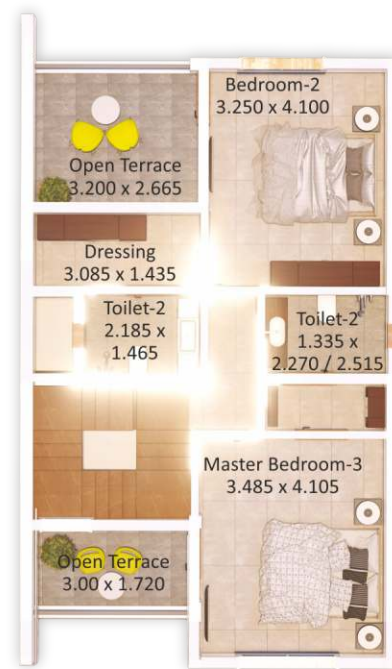 Bedroom-2
3.250 x 4.100
Open Terrace
3.200 x 2.665
Dressing
3.085 x 1.435
Toilet-2
2.185 x
1.465
Toilet-2
1.335 x
2.270 / 2.515
Master Bedroom-3
3.485 x 4.105
Open Terrace
3.00 x 1.720